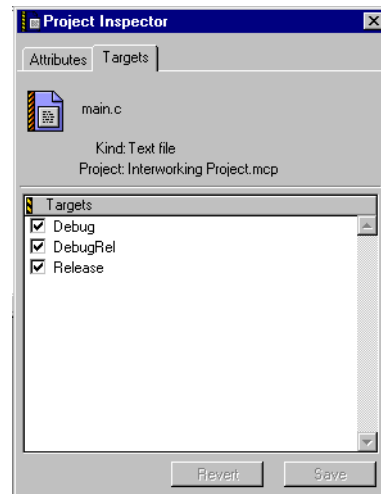 Project Inspector
Attributes Targets
main.c
Kind: Text file
Project: Interworking Project.mcp
Targets
Debug
DebugRel
Release
Revert Save